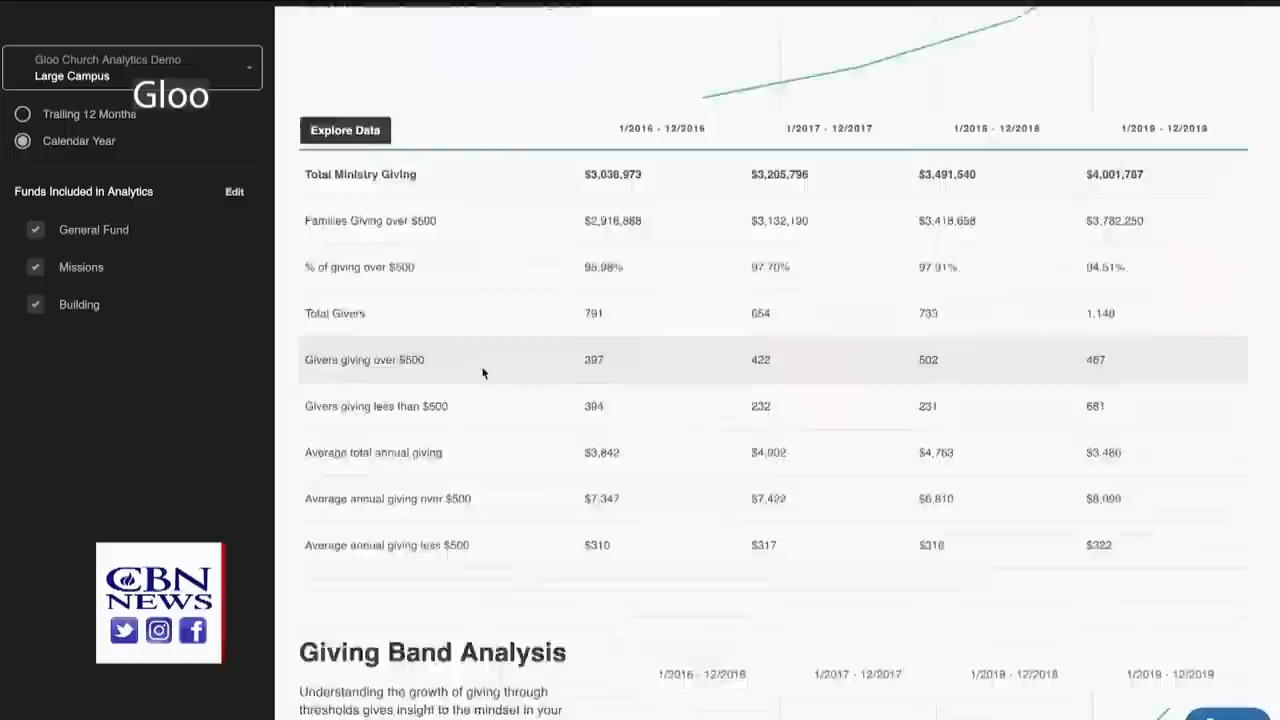 Gloo Church Analytics Demo
Large Campus
Gloo
Trailing 12 Months
Calendar Year
Funds Included in Analytics Edit
General Fund
Missions
Building
CBN
NEWS
Explore Data 1/2016 - 12/2016 1/2017 - 12/2017 1/2018 - 12/2018 1/2019 - 12/2019
Total Ministry Giving $3,038,973 $3,205,796 $3,491,540 $4,001,787
Families Giving over $500 $2,916,868 $3,132,190 $3,418,658 $3,782,250
% of giving over $500 95.98% 97.70% 97.91% 94.51%
Total Givers 791 654 733 1,148
Givers giving over $500 397 422 502 467
Givers giving less than $500 394 232 231 681
Average total annual giving $3,842 $4,902 $4,763 $3,486
Average annual giving over $500 $7,347 $7,422 $6,810 $8,099
Average annual giving less $500 $310 $317 $316 $322
Giving Band Analysis
1/2016 - 12/2016 1/2017 - 12/2017 1/2018 - 12/2018 1/2019 - 12/2019
Understanding the growth of giving through
thresholds gives insight to the mindset in your